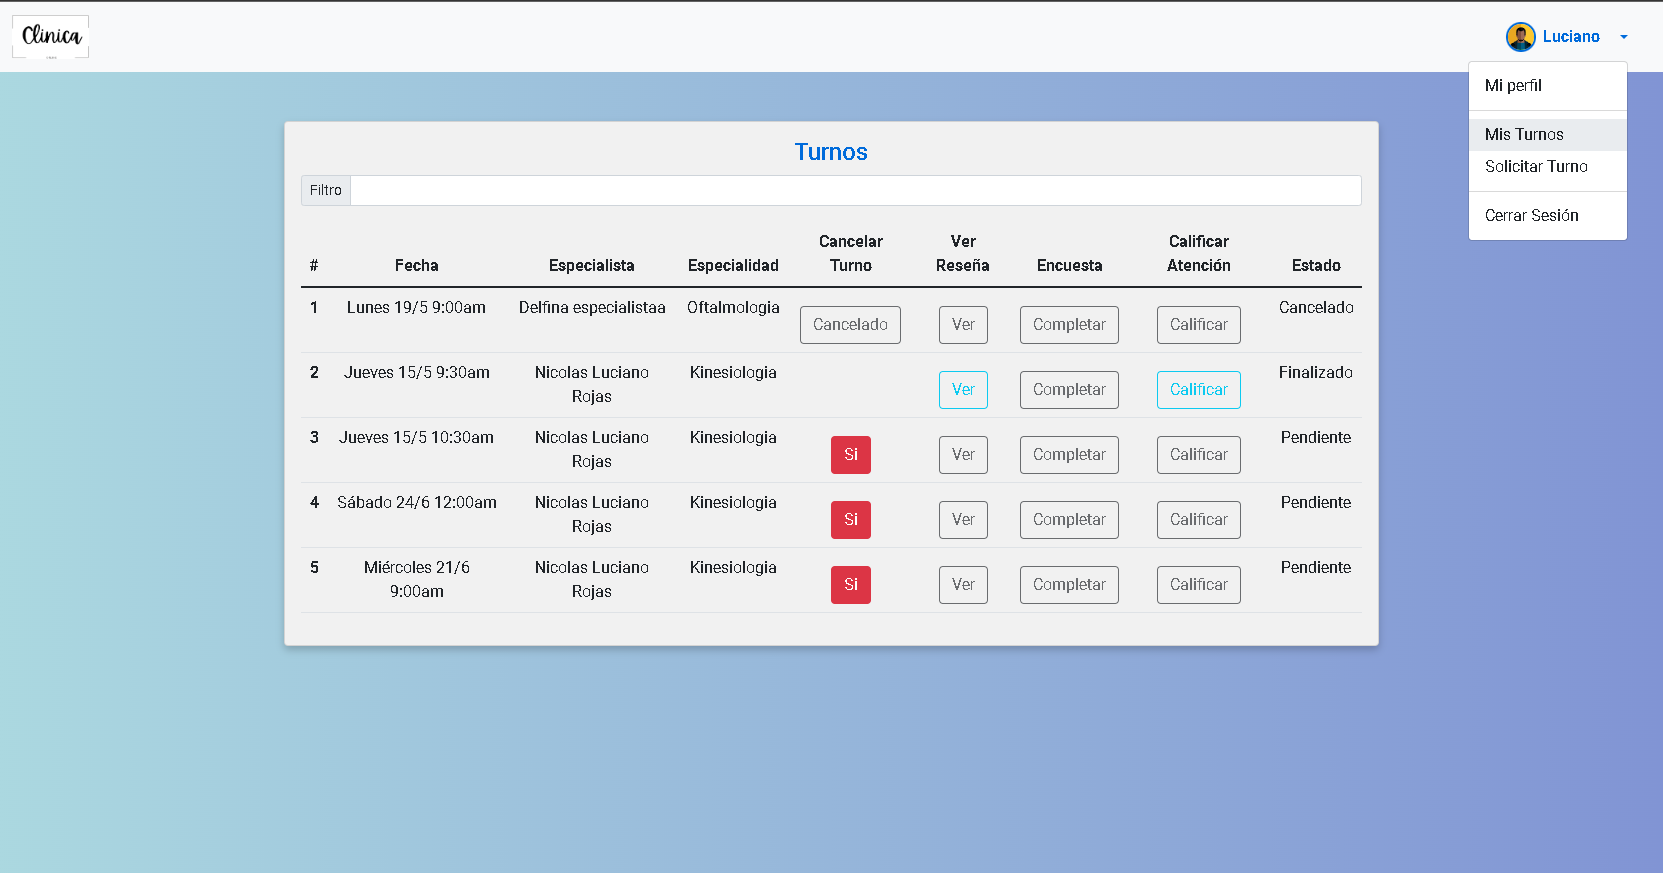 Clinica
Luciano
Mi perfil
Mis Turnos
Solicitar Turno
Cerrar Sesión
Turnos
Filtro
# Fecha Especialista Especialidad Cancelar Turno Ver Reseña Encuesta Calificar Atención Estado
1 Lunes 19/5 9:00am Delfina especialistaa Oftalmologia Cancelado Ver Completar Calificar Cancelado
2 Jueves 15/5 9:30am Nicolas Luciano Rojas Kinesiologia Ver Completar Calificar Finalizado
3 Jueves 15/5 10:30am Nicolas Luciano Rojas Kinesiologia Si Ver Completar Calificar Pendiente
4 Sábado 24/6 12:00am Nicolas Luciano Rojas Kinesiologia Si Ver Completar Calificar Pendiente
5 Miércoles 21/6 9:00am Nicolas Luciano Rojas Kinesiologia Si Ver Completar Calificar Pendiente